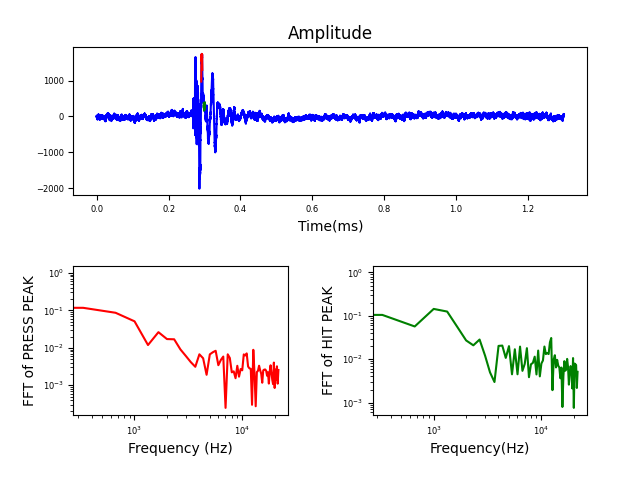 Amplitude
1000
0
−1000
−2000
0.0 0.2 0.4 0.6 0.8 1.0 1.2
Time(ms)
FFT of PRESS PEAK
10⁰
10⁻¹
10⁻²
10⁻³
10³ 10⁴
Frequency (Hz)
FFT of HIT PEAK
10⁰
10⁻¹
10⁻²
10⁻³
10³ 10⁴
Frequency(Hz)